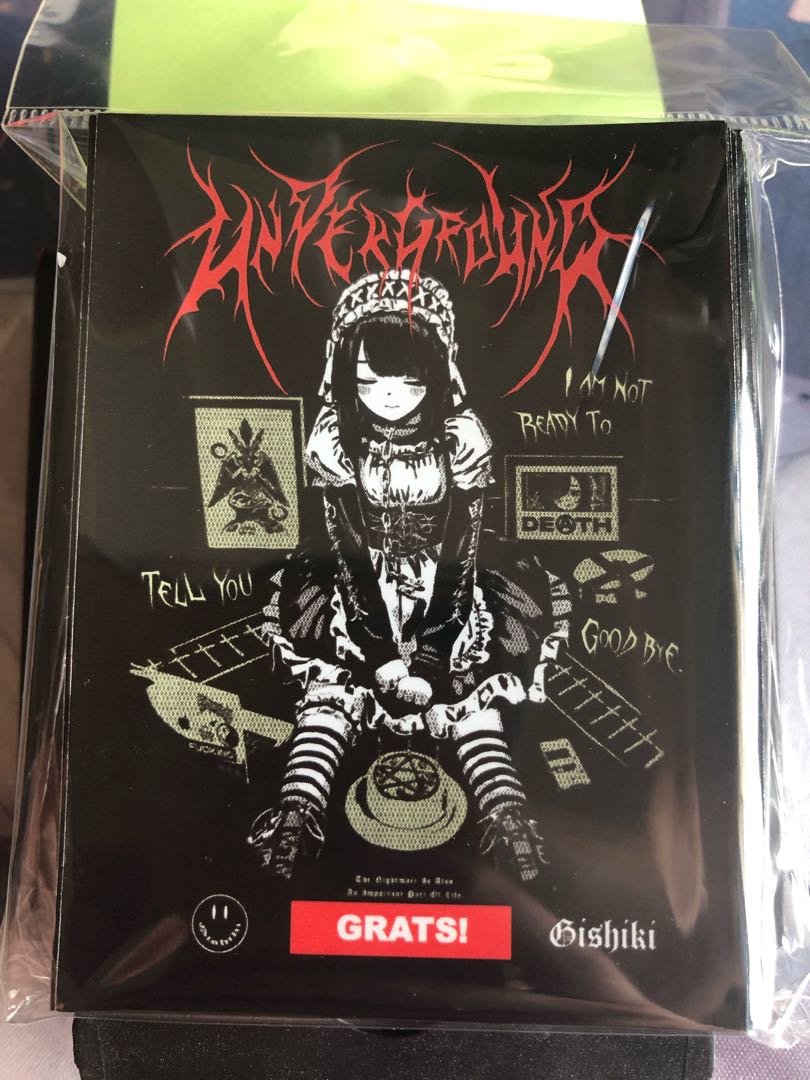 UNDERGROUND
I AM NOT
READY TO
DEATH
TELL YOU
GOOD BYE.
FUCKING
The Nightmare Is Also
An Important Part Of Life
GRATS!
Gishiki